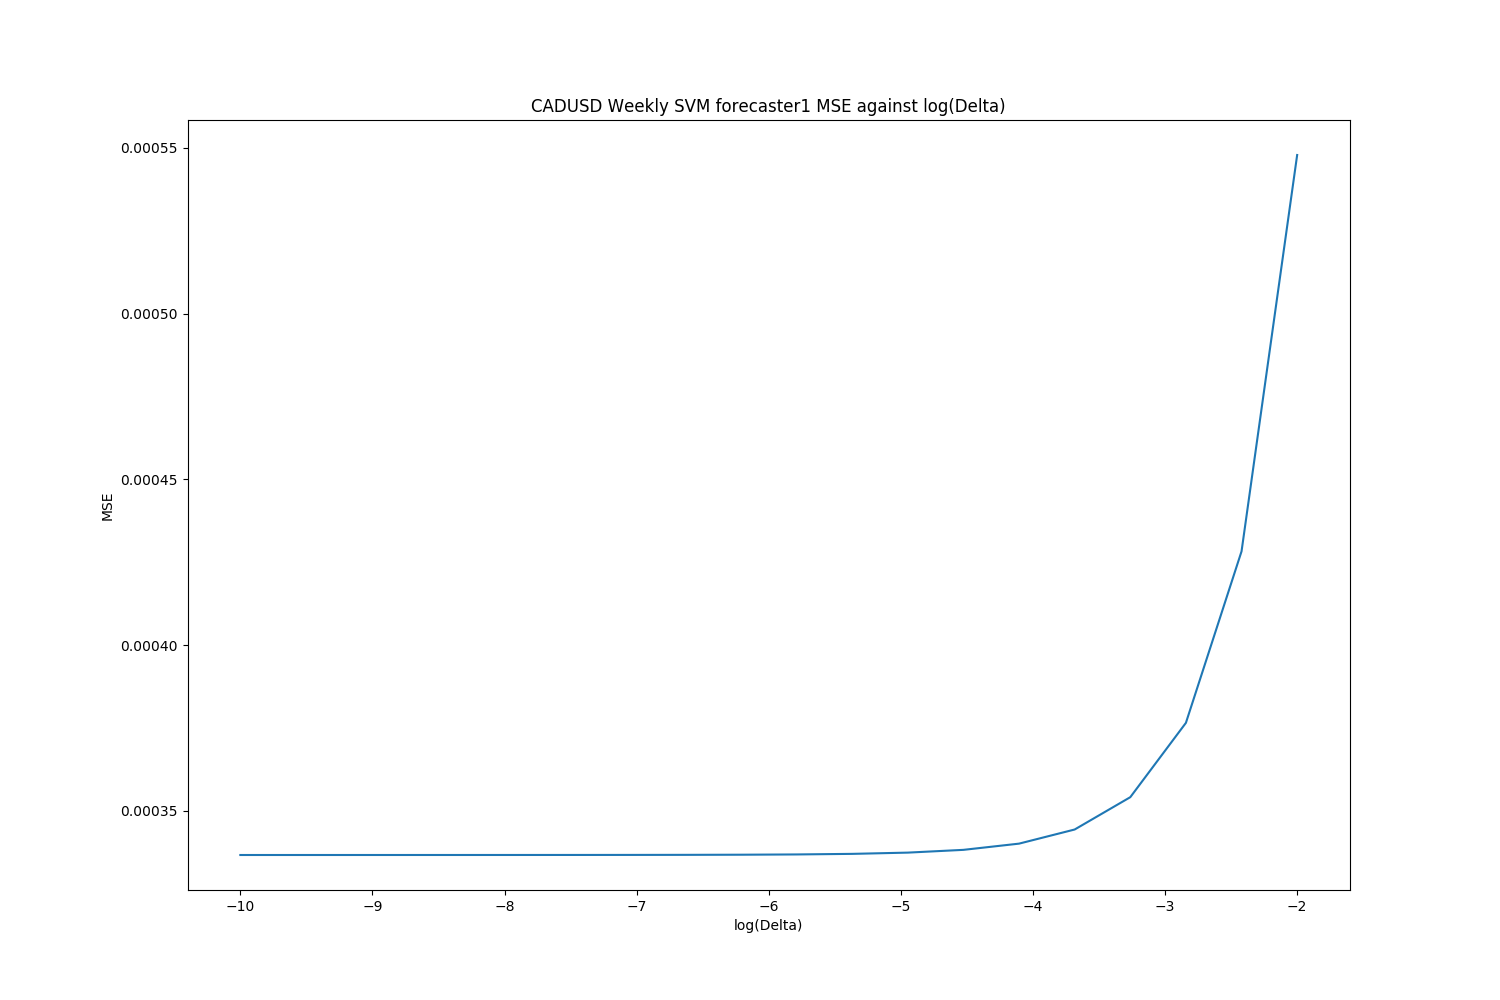 CADUSD Weekly SVM forecaster1 MSE against log(Delta)
0.00055
0.00050
0.00045
0.00040
0.00035
MSE
−10 −9 −8 −7 −6 −5 −4 −3 −2
log(Delta)